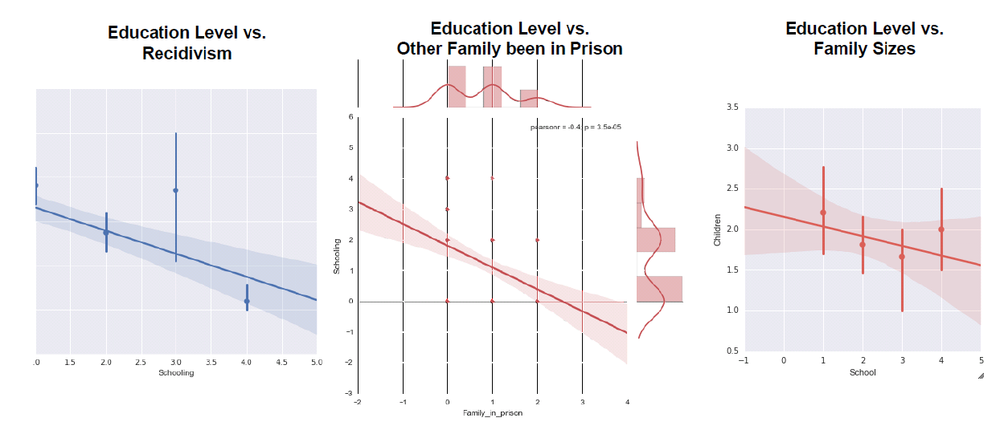 Education Level vs.
Recidivism
.0 1.5 2.0 2.5 3.0 3.5 4.0 4.5 5.0
Schooling
Education Level vs.
Other Family been in Prison
pearsonr = -0.4; p = 3.5e-05
6
5
4
3
2
1
0
−1
−2
−3
Schooling
−2 −1 0 1 2 3 4
Family_in_prison
Education Level vs.
Family Sizes
3.5
3.0
2.5
2.0
1.5
1.0
0.5
Children
−1 0 1 2 3 4 5
School